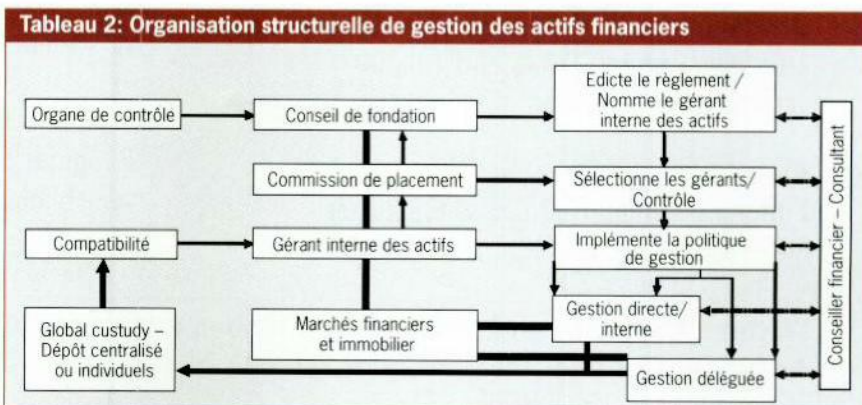 Tableau 2: Organisation structurelle de gestion des actifs financiers
Organe de contrôle
Conseil de fondation
Edicte le règlement /
Nomme le gérant
interne des actifs
Commission de placement
Sélectionne les gérants/
Contrôle
Compatibilité
Gérant interne des actifs
Implémente la politique
de gestion
Global custudy –
Dépôt centralisé
ou individuels
Marchés financiers
et immobilier
Gestion directe/
interne
Gestion déléguée
Conseiller financier – Consultant